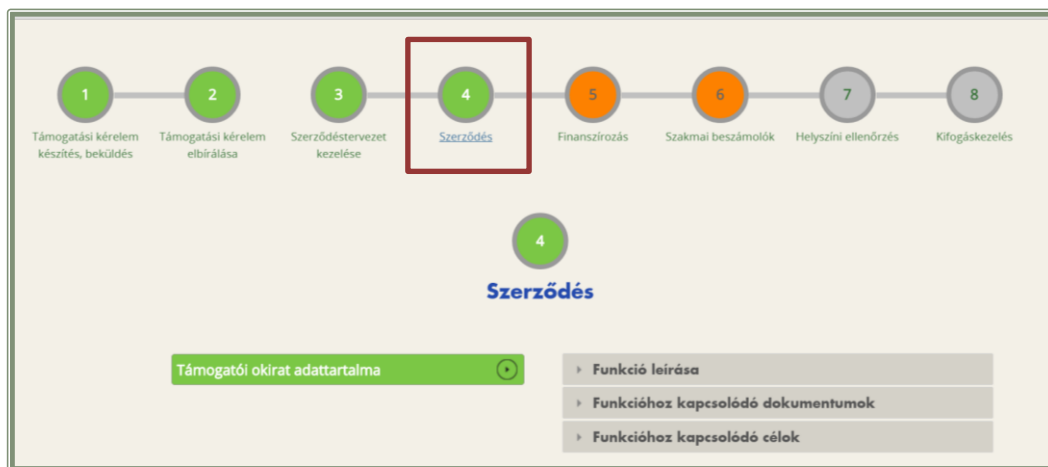 1
2
3
4
5
6
7
8
Támogatási kérelem
készítés, beküldés
Támogatási kérelem
elbírálása
Szerződéstervezet
kezelése
Szerződés
Finanszírozás
Szakmai beszámolók
Helyszíni ellenőrzés
Kifogáskezelés
4
Szerződés
Támogatói okirat adattartalma
Funkció leírása
Funkcióhoz kapcsolódó dokumentumok
Funkcióhoz kapcsolódó célok